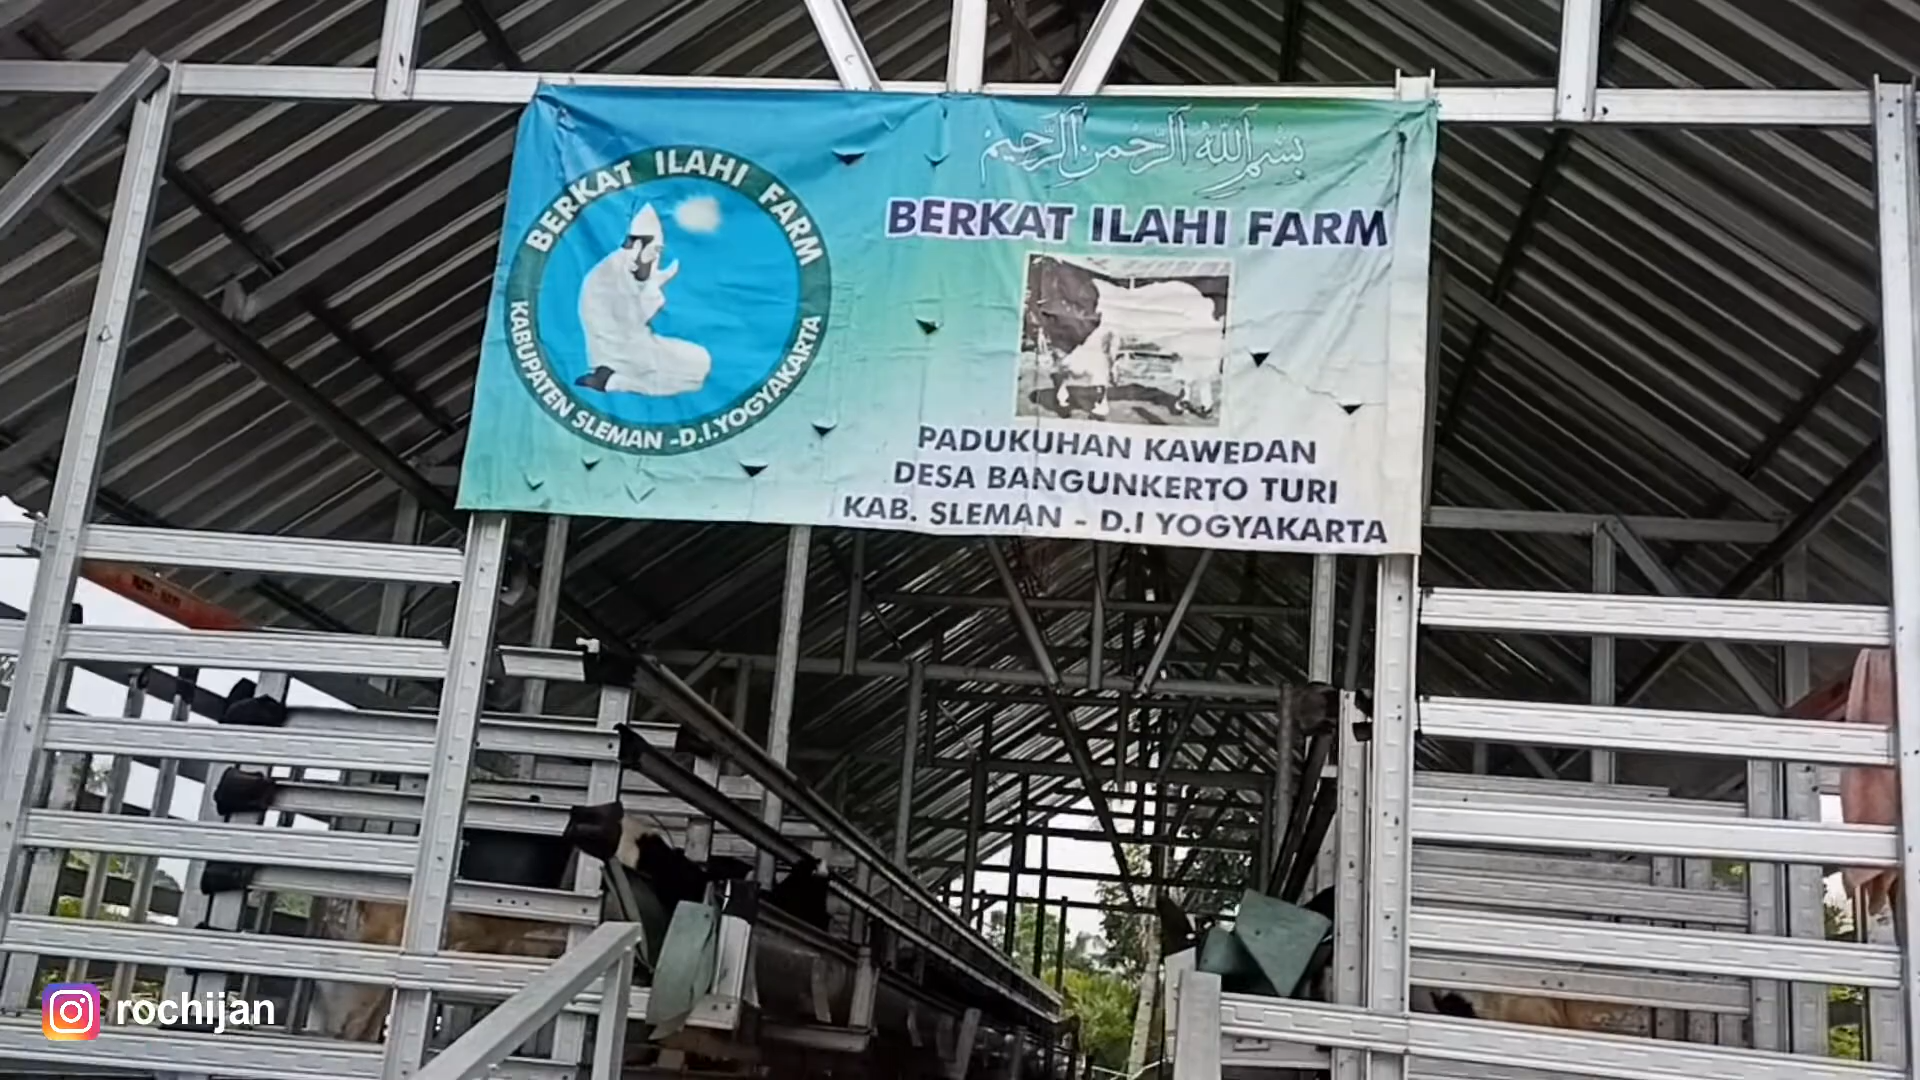 BERKAT ILAHI FARM
KABUPATEN SLEMAN -D.I.YOGYAKARTA
بسم الله الرحمن الرحيم
BERKAT ILAHI FARM
PADUKUHAN KAWEDAN
DESA BANGUNKERTO TURI
KAB. SLEMAN - D.I YOGYAKARTA
rochijan